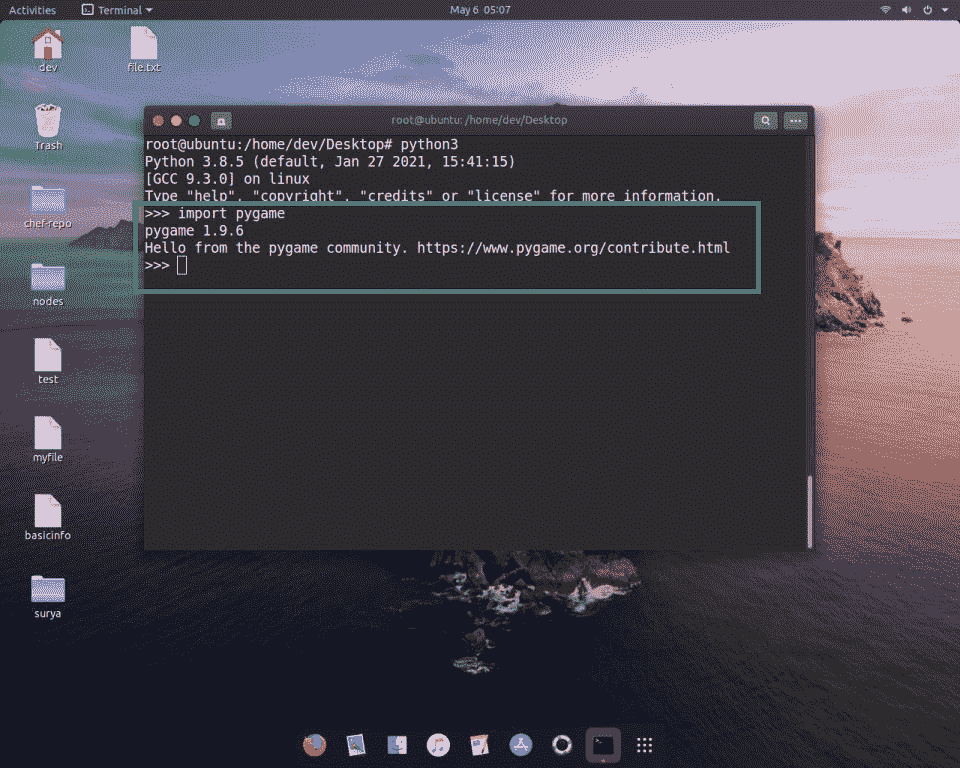 Activities
Terminal
May 6 05:07
dev
file.txt
Trash
chef-repo
nodes
test
myfile
basicinfo
surya
root@ubuntu: /home/dev/Desktop
root@ubuntu:/home/dev/Desktop# python3
Python 3.8.5 (default, Jan 27 2021, 15:41:15)
[GCC 9.3.0] on linux
Type "help", "copyright", "credits" or "license" for more information.
>>> import pygame
pygame 1.9.6
Hello from the pygame community. https://www.pygame.org/contribute.html
>>>